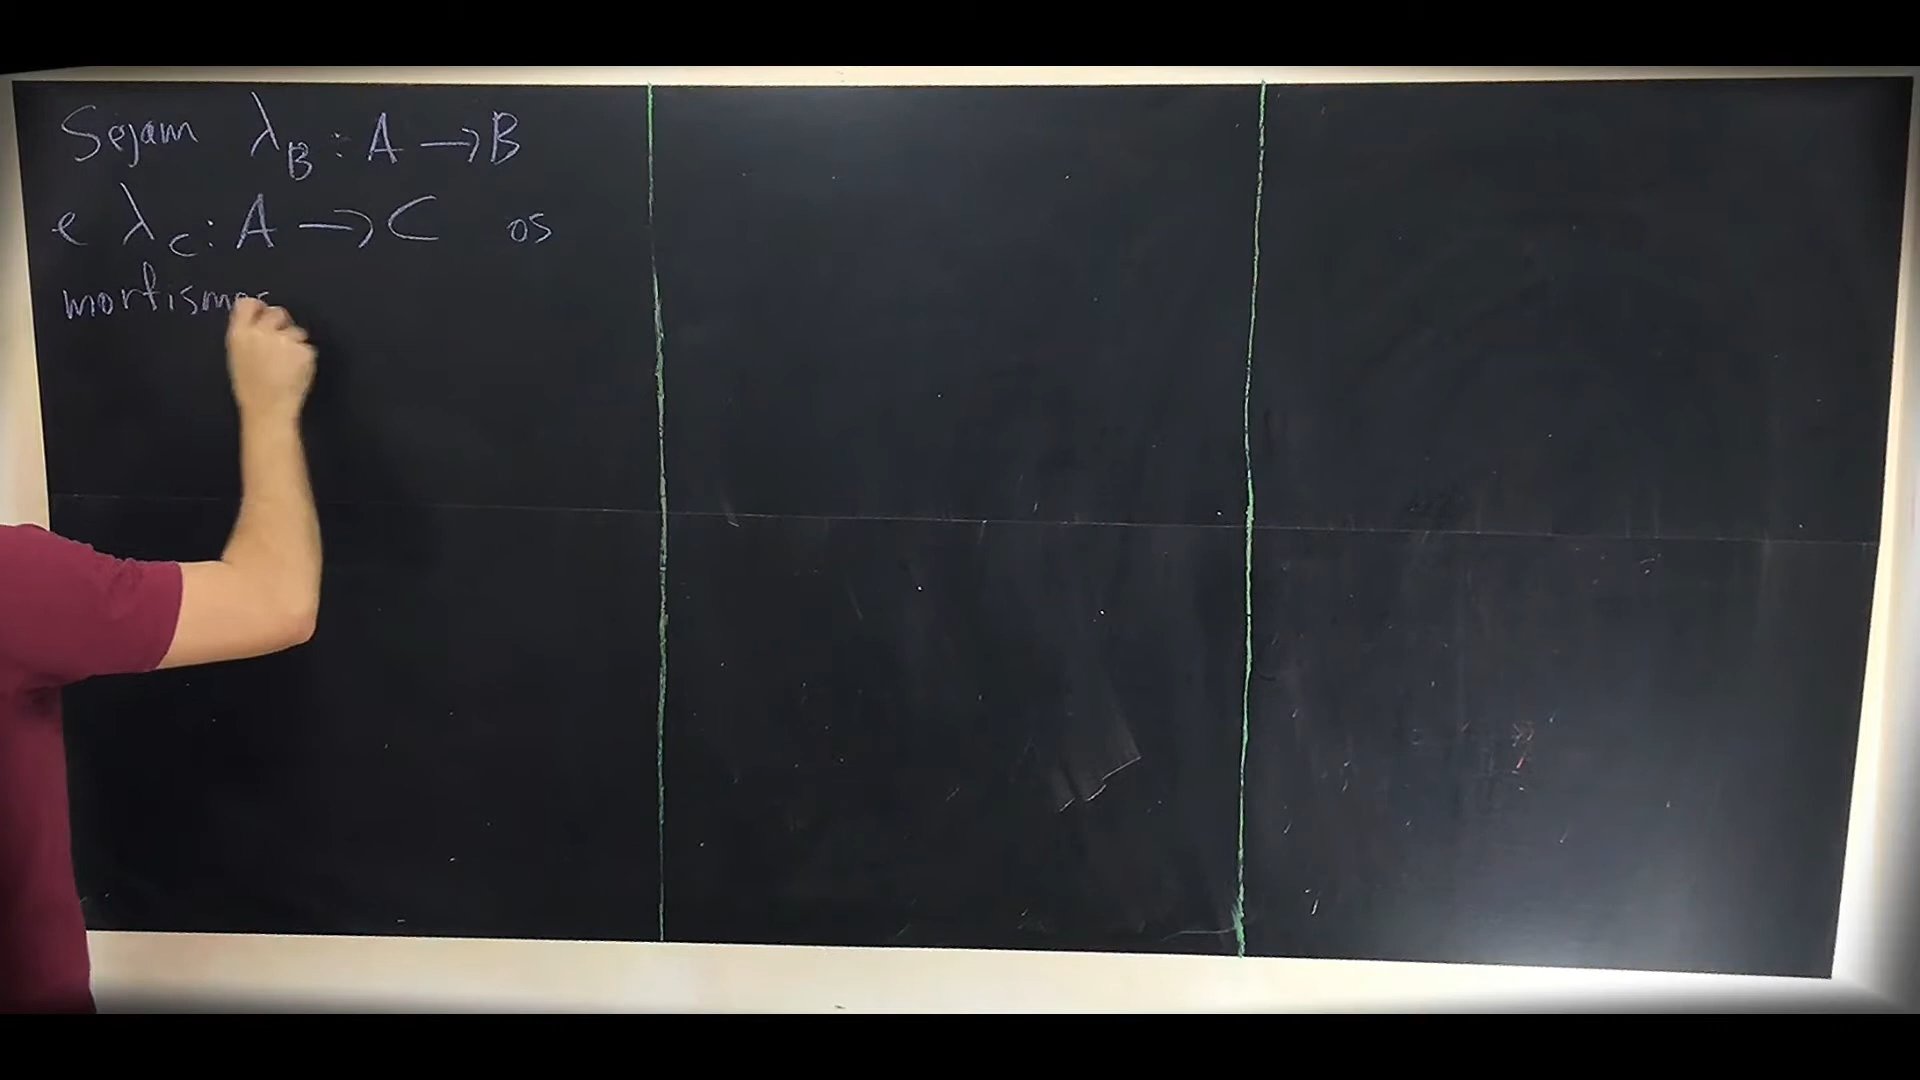 Sejam λ_B : A → B
e λ_C : A → C os
morfismos